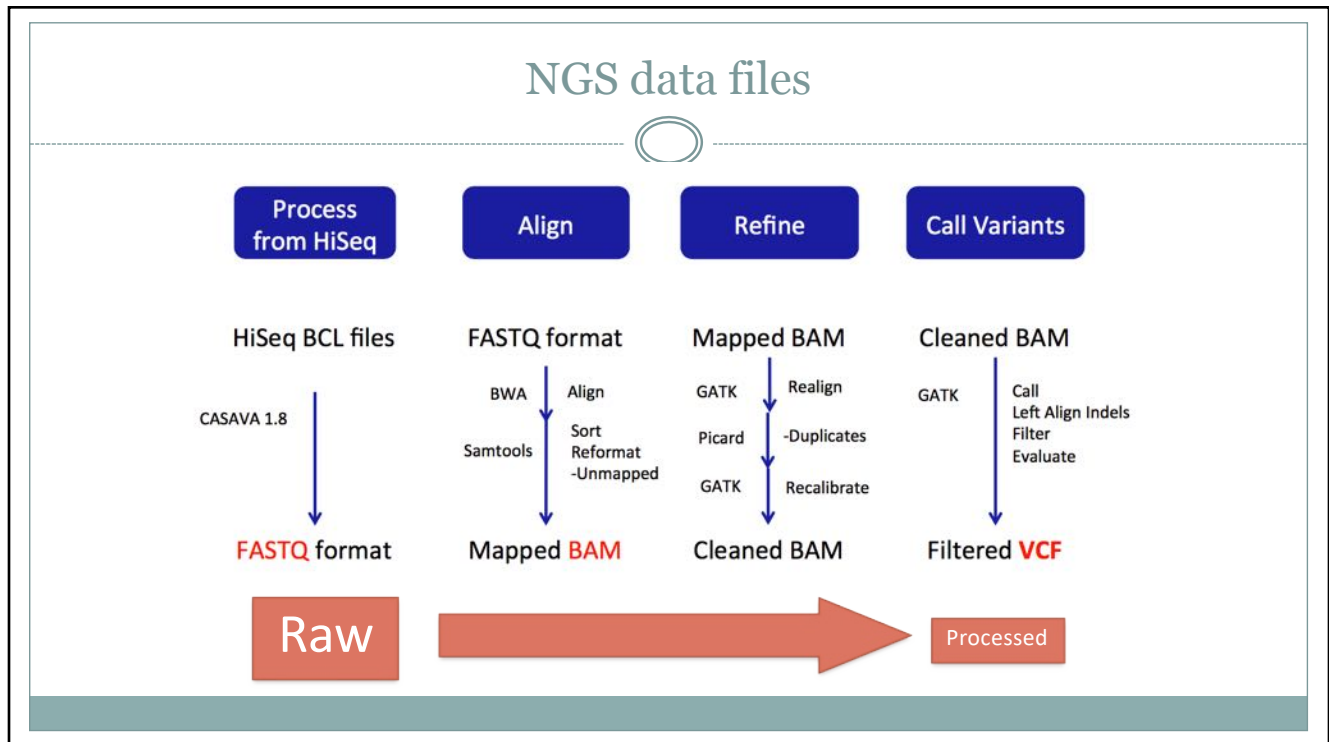 NGS data files
Process
from HiSeq
Align
Refine
Call Variants
HiSeq BCL files
CASAVA 1.8
FASTQ format
FASTQ format
BWA
Align
Samtools
Sort
Reformat
-Unmapped
Mapped BAM
Mapped BAM
GATK
Realign
Picard
-Duplicates
GATK
Recalibrate
Cleaned BAM
Cleaned BAM
GATK
Call
Left Align Indels
Filter
Evaluate
Filtered VCF
Raw
Processed